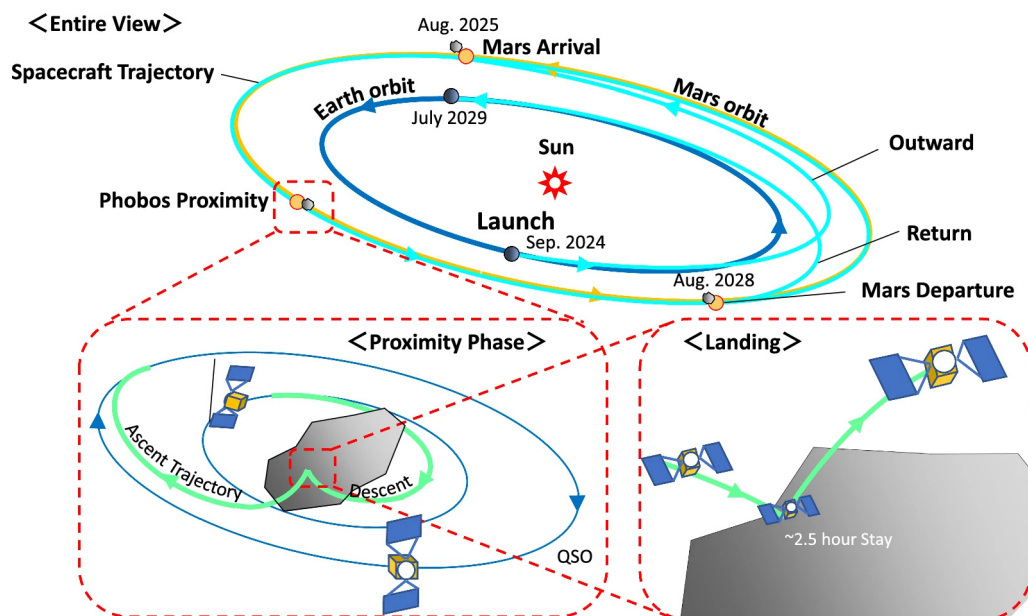 <Entire View>
Aug. 2025
Mars Arrival
Spacecraft Trajectory
Earth orbit
Mars orbit
July 2029
Outward
Sun
Phobos Proximity
Launch
Sep. 2024
Return
Aug. 2028
Mars Departure
<Proximity Phase>
Ascent Trajectory
Descent
QSO
<Landing>
~2.5 hour Stay